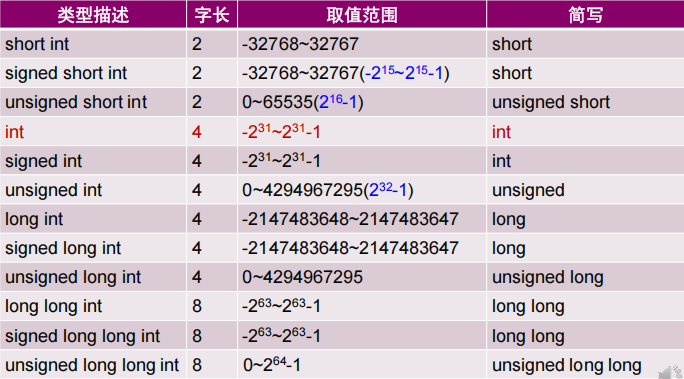 类型描述 字长 取值范围 简写
short int 2 -32768~32767 short
signed short int 2 -32768~32767(-2¹⁵~2¹⁵-1) short
unsigned short int 2 0~65535(2¹⁶-1) unsigned short
int 4 -2³¹~2³¹-1 int
signed int 4 -2³¹~2³¹-1 int
unsigned int 4 0~4294967295(2³²-1) unsigned
long int 4 -2147483648~2147483647 long
signed long int 4 -2147483648~2147483647 long
unsigned long int 4 0~4294967295 unsigned long
long long int 8 -2⁶³~2⁶³-1 long long
signed long long int 8 -2⁶³~2⁶³-1 long long
unsigned long long int 8 0~2⁶⁴-1 unsigned long long